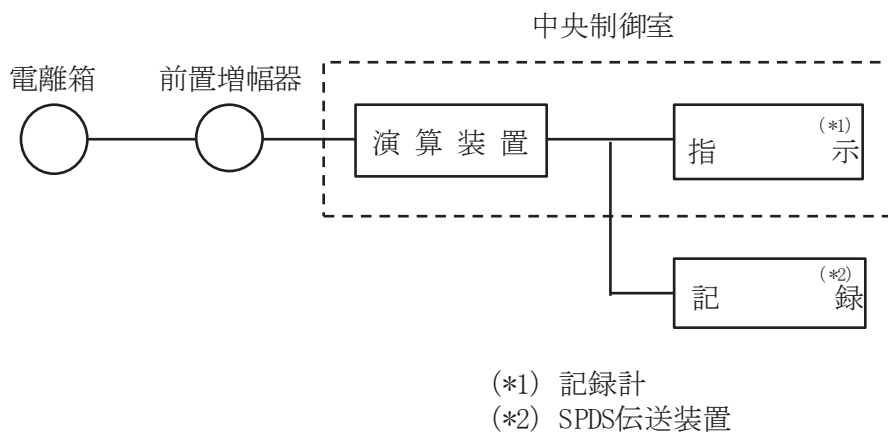 中央制御室
電離箱
前置増幅器
演算装置
指示(*1)
記録(*2)
(*1) 記録計
(*2) SPDS伝送装置